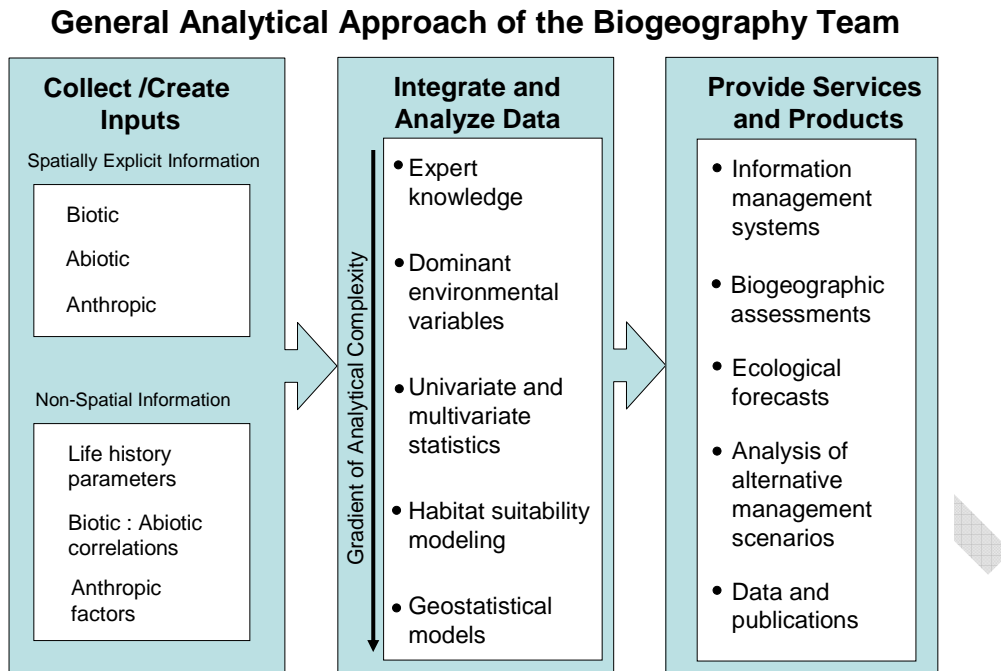 General Analytical Approach of the Biogeography Team
Collect /Create
Inputs
Spatially Explicit Information
Biotic
Abiotic
Anthropic
Non-Spatial Information
Life history
parameters
Biotic : Abiotic
correlations
Anthropic
factors
Integrate and
Analyze Data
Gradient of Analytical Complexity
• Expert
knowledge
• Dominant
environmental
variables
• Univariate and
multivariate
statistics
• Habitat suitability
modeling
• Geostatistical
models
Provide Services
and Products
• Information
management
systems
• Biogeographic
assessments
• Ecological
forecasts
• Analysis of
alternative
management
scenarios
• Data and
publications